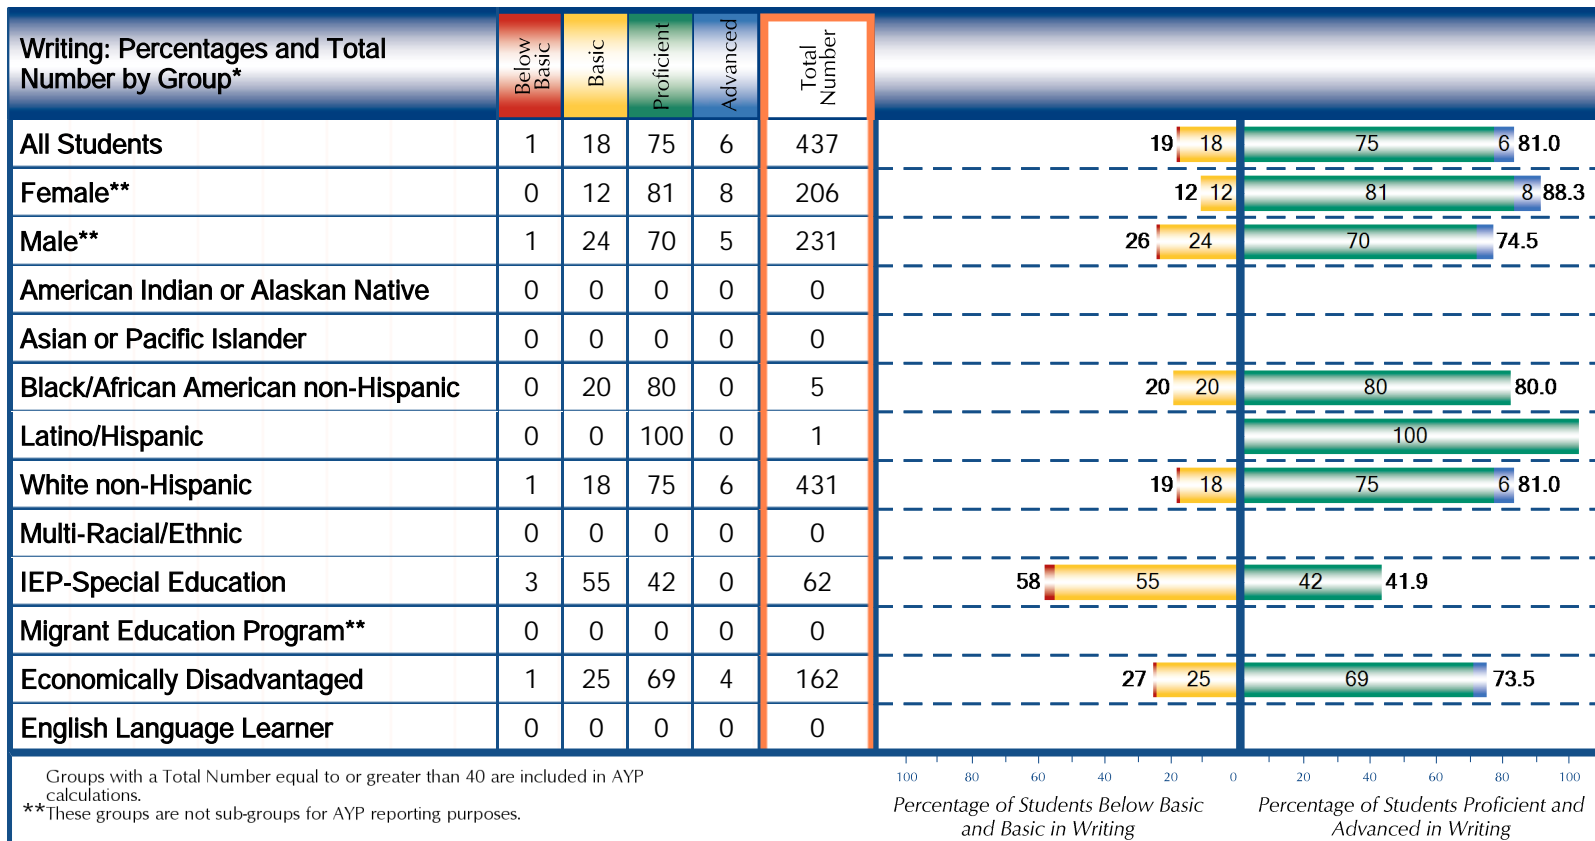 Writing: Percentages and Total
Number by Group*
Below
Basic
Basic
Proficient
Advanced
Total
Number
All Students 1 18 75 6 437 19 18 75 6 81.0
Female** 0 12 81 8 206 12 12 81 8 88.3
Male** 1 24 70 5 231 26 24 70 74.5
American Indian or Alaskan Native 0 0 0 0 0
Asian or Pacific Islander 0 0 0 0 0
Black/African American non-Hispanic 0 20 80 0 5 20 20 80 80.0
Latino/Hispanic 0 0 100 0 1 100
White non-Hispanic 1 18 75 6 431 19 18 75 6 81.0
Multi-Racial/Ethnic 0 0 0 0 0
IEP-Special Education 3 55 42 0 62 58 55 42 41.9
Migrant Education Program** 0 0 0 0 0
Economically Disadvantaged 1 25 69 4 162 27 25 69 73.5
English Language Learner 0 0 0 0 0
100 80 60 40 20 0 20 40 60 80 100
Groups with a Total Number equal to or greater than 40 are included in AYP
calculations.
**These groups are not sub-groups for AYP reporting purposes.
Percentage of Students Below Basic
and Basic in Writing
Percentage of Students Proficient and
Advanced in Writing